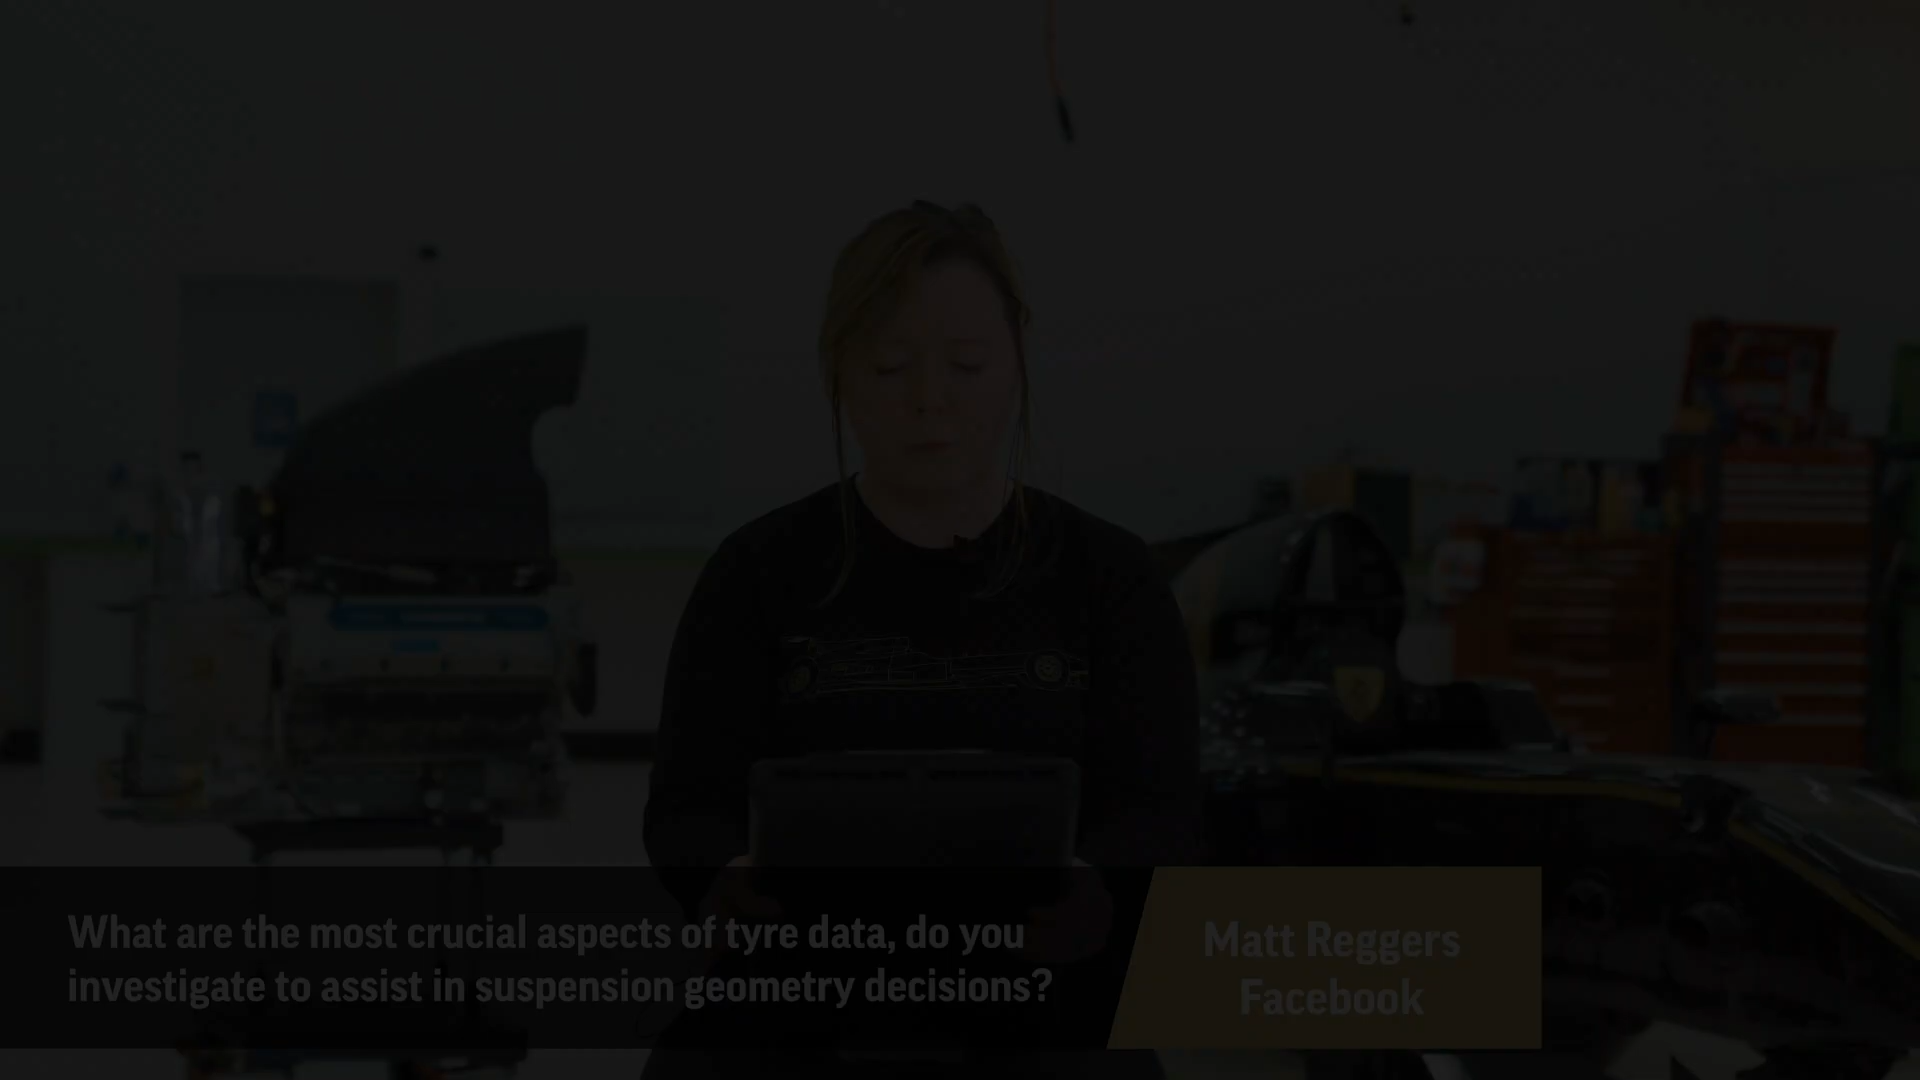 What are the most crucial aspects of tyre data, do you
investigate to assist in suspension geometry decisions?
Matt Reggers
Facebook